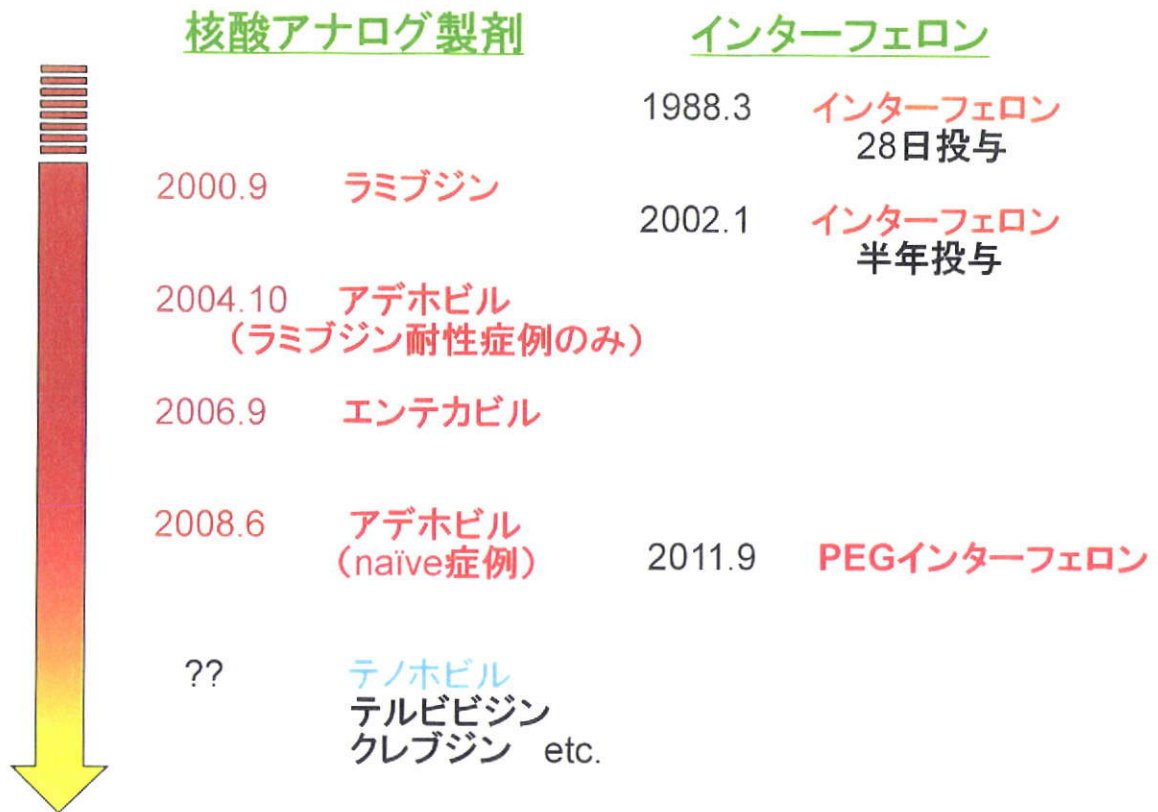 核酸アナログ製剤
インターフェロン
1988.3 インターフェロン
28日投与
2000.9 ラミブジン
2002.1 インターフェロン
半年投与
2004.10 アデホビル
（ラミブジン耐性症例のみ）
2006.9 エンテカビル
2008.6 アデホビル
（naïve症例）
2011.9 PEGインターフェロン
?? テノホビル
テルビビジン
クレブジン etc.